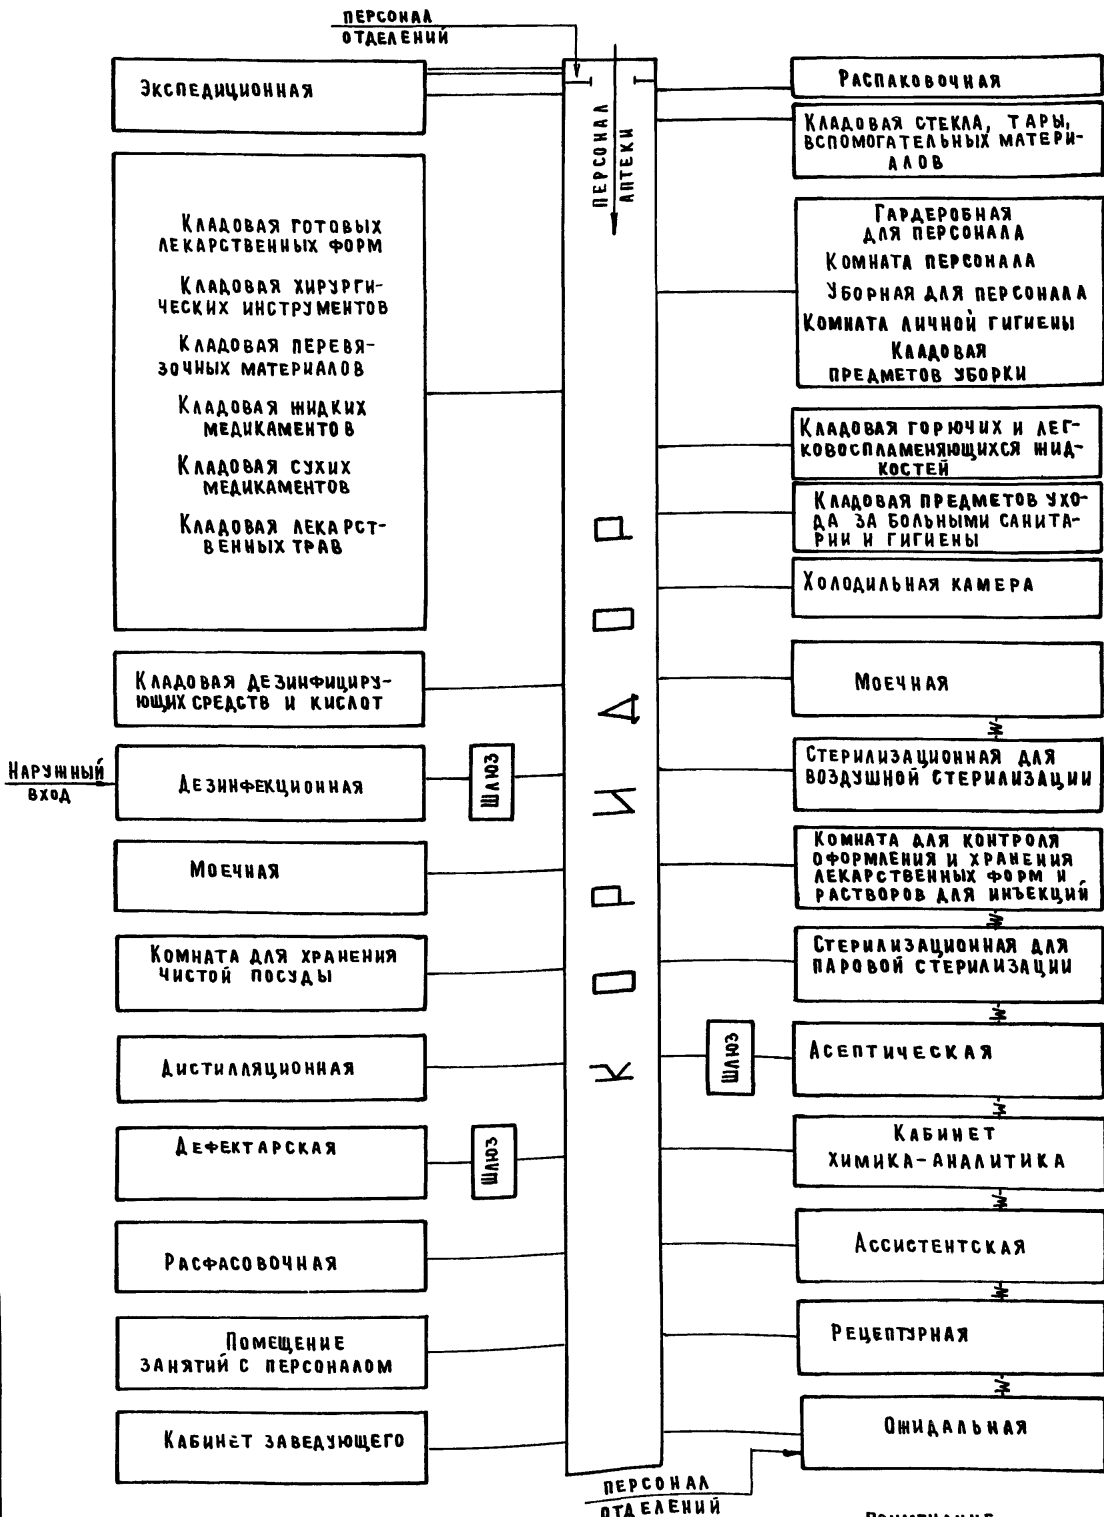 ПЕРСОНАЛ
ОТДЕЛЕНИЙ
ЭКСПЕДИЦИОННАЯ
КЛАДОВАЯ ГОТОВЫХ
ЛЕКАРСТВЕННЫХ ФОРМ
КЛАДОВАЯ ХИРУРГИ-
ЧЕСКИХ ИНСТРУМЕНТОВ
КЛАДОВАЯ ПЕРЕВЯ-
ЗОЧНЫХ МАТЕРИАЛОВ
КЛАДОВАЯ ЖИДКИХ
МЕДИКАМЕНТОВ
КЛАДОВАЯ СУХИХ
МЕДИКАМЕНТОВ
КЛАДОВАЯ ЛЕКАРСТ-
ВЕННЫХ ТРАВ
КЛАДОВАЯ ДЕЗИНФИЦИРУ-
ЮЩИХ СРЕДСТВ И КИСЛОТ
НАРУЖНЫЙ
ВХОД
ДЕЗИНФЕКЦИОННАЯ
ШЛЮЗ
МОЕЧНАЯ
КОМНАТА ДЛЯ ХРАНЕНИЯ
ЧИСТОЙ ПОСУДЫ
ДИСТИЛЛЯЦИОННАЯ
ДЕФЕКТАРСКАЯ
ШЛЮЗ
РАСФАСОВОЧНАЯ
ПОМЕЩЕНИЕ
ЗАНЯТИЙ С ПЕРСОНАЛОМ
КАБИНЕТ ЗАВЕДУЮЩЕГО
ПЕРСОНАЛ
АПТЕКИ
КОРИДОР
РАСПАКОВОЧНАЯ
КЛАДОВАЯ СТЕКЛА, ТАРЫ,
ВСПОМОГАТЕЛЬНЫХ МАТЕРИ-
АЛОВ
ГАРДЕРОБНАЯ
ДЛЯ ПЕРСОНАЛА
КОМНАТА ПЕРСОНАЛА
УБОРНАЯ ДЛЯ ПЕРСОНАЛА
КОМНАТА ЛИЧНОЙ ГИГИЕНЫ
КЛАДОВАЯ
ПРЕДМЕТОВ УБОРКИ
КЛАДОВАЯ ГОРЮЧИХ И ЛЕГ-
КОВОСПЛАМЕНЯЮЩИХСЯ ЖИД-
КОСТЕЙ
КЛАДОВАЯ ПРЕДМЕТОВ УХО-
ДА ЗА БОЛЬНЫМИ САНИТА-
РИИ И ГИГИЕНЫ
ХОЛОДИЛЬНАЯ КАМЕРА
МОЕЧНАЯ
СТЕРИЛИЗАЦИОННАЯ ДЛЯ
ВОЗДУШНОЙ СТЕРИЛИЗАЦИИ
КОМНАТА ДЛЯ КОНТРОЛЯ
ОФОРМЛЕНИЯ И ХРАНЕНИЯ
ЛЕКАРСТВЕННЫХ ФОРМ И
РАСТВОРОВ ДЛЯ ИНЪЕКЦИЙ
СТЕРИЛИЗАЦИОННАЯ ДЛЯ
ПАРОВОЙ СТЕРИЛИЗАЦИИ
ШЛЮЗ
АСЕПТИЧЕСКАЯ
КАБИНЕТ
ХИМИКА-АНАЛИТИКА
АССИСТЕНТСКАЯ
РЕЦЕПТУРНАЯ
ОЖИДАЛЬНАЯ
ПЕРСОНАЛ
ОТДЕЛЕНИЙ